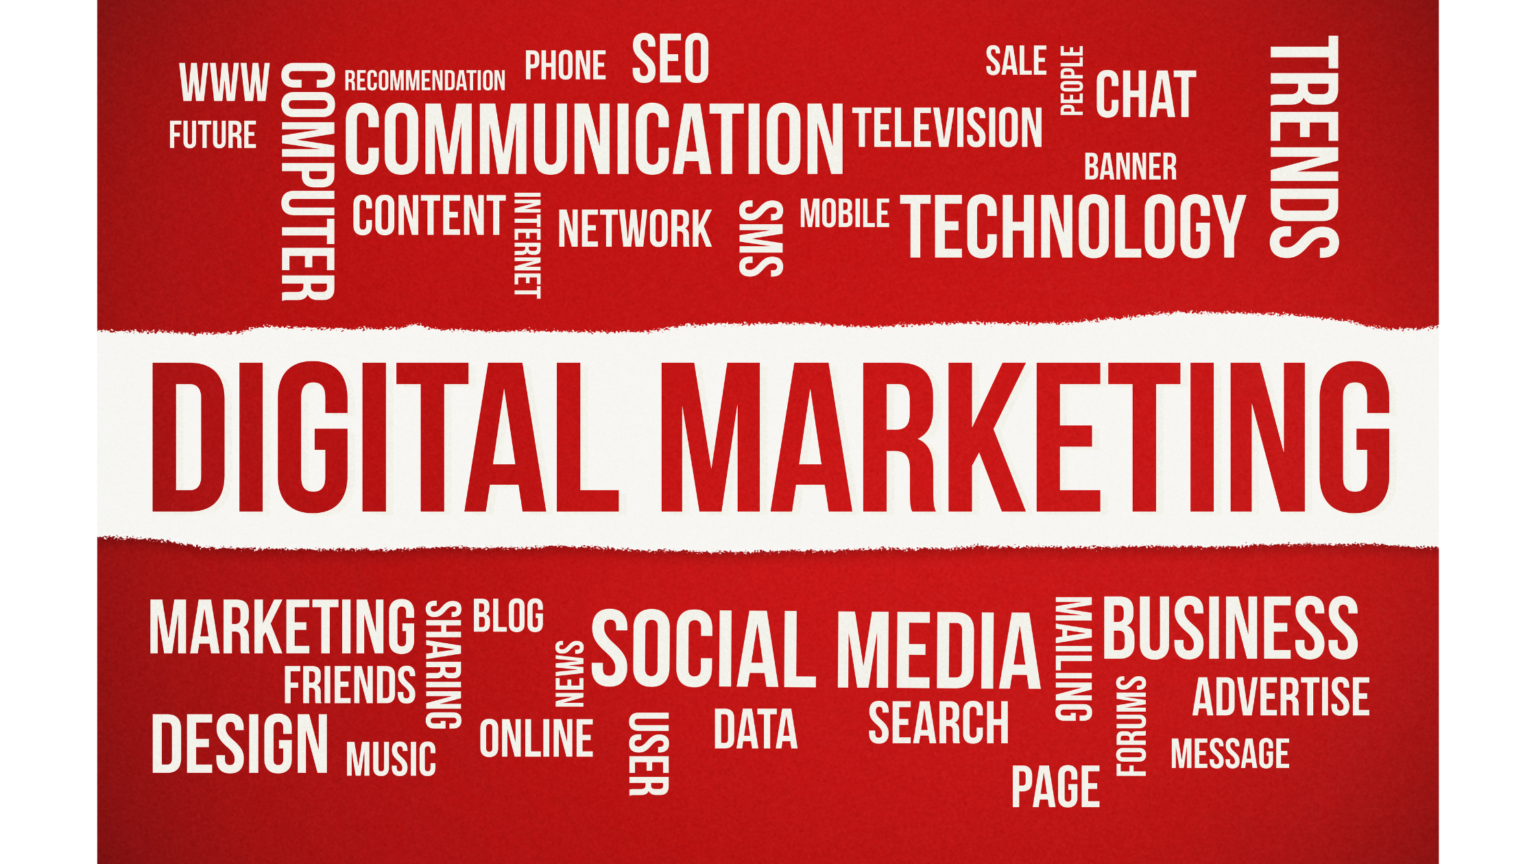 WWW
FUTURE
COMPUTER
RECOMMENDATION
PHONE
SEO
COMMUNICATION
TELEVISION
SALE
PEOPLE
CHAT
BANNER
TRENDS
CONTENT
INTERNET
NETWORK
SMS
MOBILE
TECHNOLOGY
DIGITAL MARKETING
MARKETING
SHARING
BLOG
NEWS
SOCIAL MEDIA
MAILING
BUSINESS
FRIENDS
DESIGN
MUSIC
ONLINE
USER
DATA
SEARCH
FORUMS
ADVERTISE
MESSAGE
PAGE